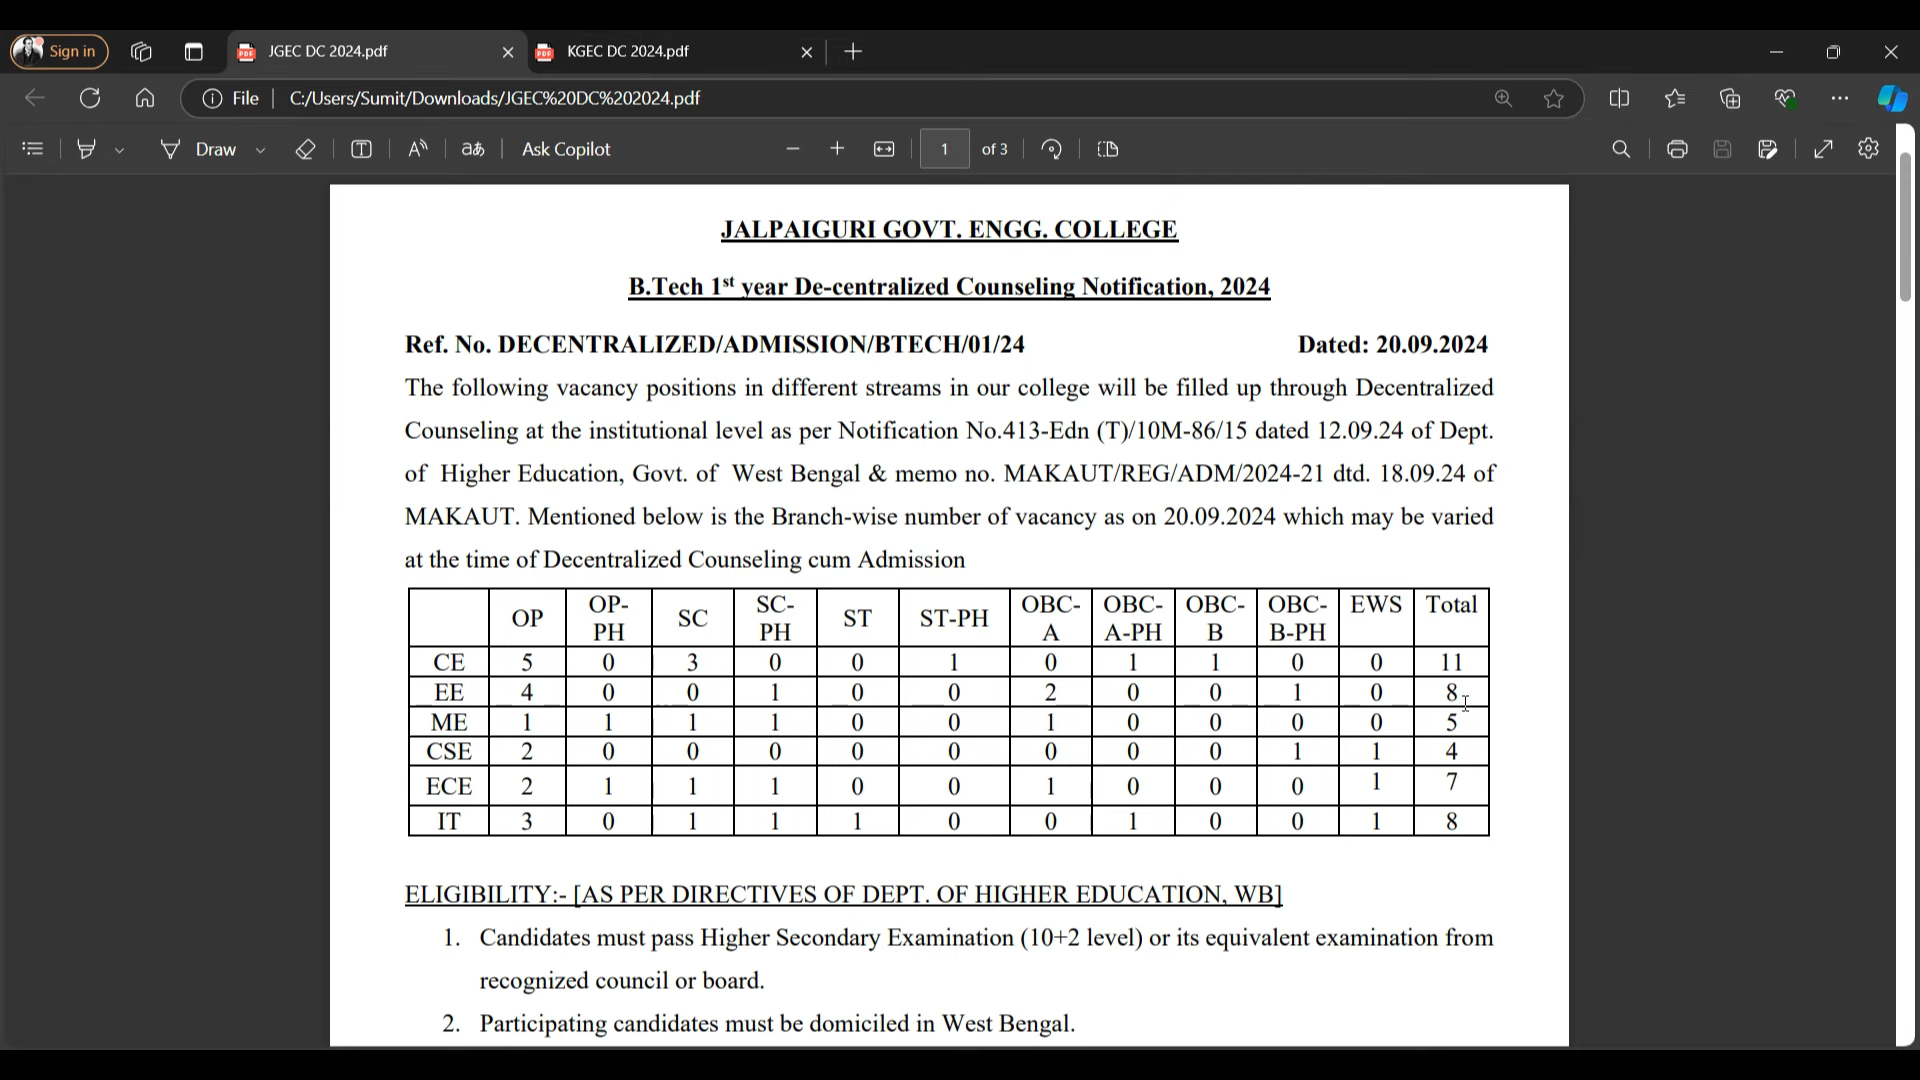 Sign in JGEC DC 2024.pdf KGEC DC 2024.pdf
File C:/Users/Sumit/Downloads/JGEC%20DC%202024.pdf
Draw aあ Ask Copilot 1 of 3
JALPAIGURI GOVT. ENGG. COLLEGE
B.Tech 1st year De-centralized Counseling Notification, 2024
Ref. No. DECENTRALIZED/ADMISSION/BTECH/01/24 Dated: 20.09.2024
The following vacancy positions in different streams in our college will be filled up through Decentralized
Counseling at the institutional level as per Notification No.413-Edn (T)/10M-86/15 dated 12.09.24 of Dept.
of Higher Education, Govt. of West Bengal & memo no. MAKAUT/REG/ADM/2024-21 dtd. 18.09.24 of
MAKAUT. Mentioned below is the Branch-wise number of vacancy as on 20.09.2024 which may be varied
at the time of Decentralized Counseling cum Admission
OP OP-PH SC SC-PH ST ST-PH OBC-A OBC-A-PH OBC-B OBC-B-PH EWS Total
CE 5 0 3 0 0 1 0 1 1 0 0 11
EE 4 0 0 1 0 0 2 0 0 1 0 8
ME 1 1 1 1 0 0 1 0 0 0 0 5
CSE 2 0 0 0 0 0 0 0 0 1 1 4
ECE 2 1 1 1 0 0 1 0 0 0 1 7
IT 3 0 1 1 1 0 0 1 0 0 1 8
ELIGIBILITY:- [AS PER DIRECTIVES OF DEPT. OF HIGHER EDUCATION, WB]
1. Candidates must pass Higher Secondary Examination (10+2 level) or its equivalent examination from
recognized council or board.
2. Participating candidates must be domiciled in West Bengal.